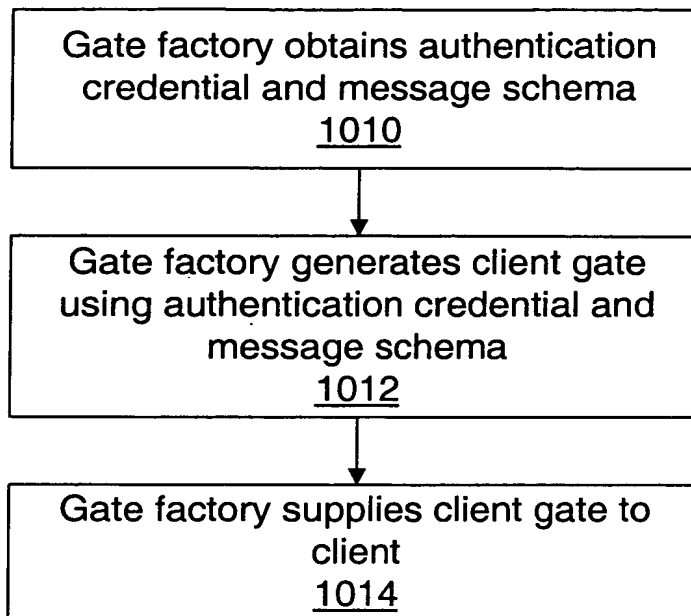 Gate factory obtains authentication
credential and message schema
1010
Gate factory generates client gate
using authentication credential and
message schema
1012
Gate factory supplies client gate to
client
1014